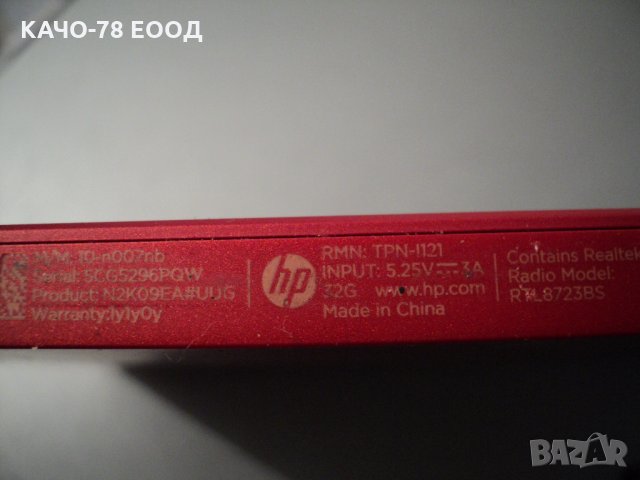 КАЧО-78 ЕООД
M/M: 10-n007nb
Serial: 5CG5296PQW
Product: N2K09EA#UUG
Warranty:1y1y0y
hp
RMN: TPN-I121
INPUT: 5.25V⎓3A
32G www.hp.com
Made in China
Contains Realtek
Radio Model:
RTL8723BS
BAZAR